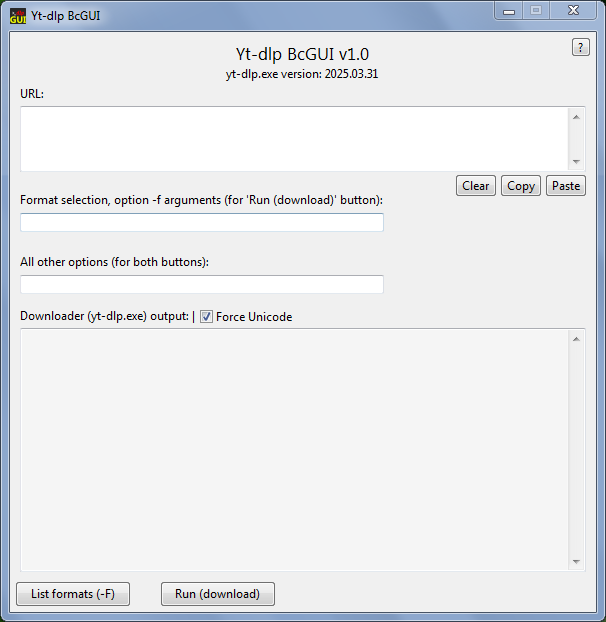 GUI Yt-dlp BcGUI
?
Yt-dlp BcGUI v1.0
yt-dlp.exe version: 2025.03.31
URL:
Clear Copy Paste
Format selection, option -f arguments (for 'Run (download)' button):
All other options (for both buttons):
Downloader (yt-dlp.exe) output: | Force Unicode
List formats (-F) Run (download)